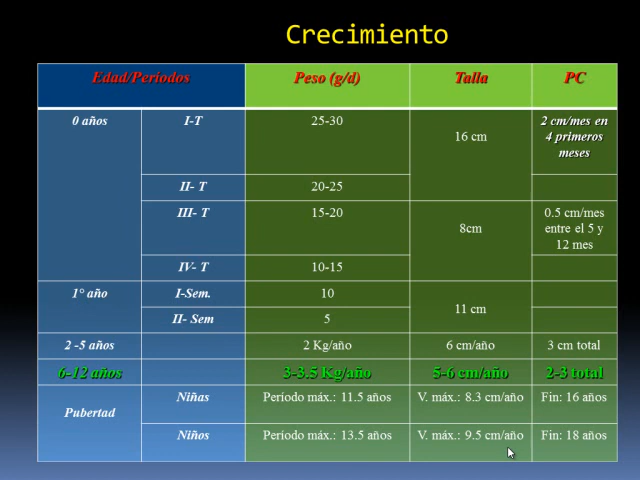 Crecimiento
Edad/Períodos Peso (g/d) Talla PC
0 años I-T 25-30 16 cm 2 cm/mes en
4 primeros
meses
II- T 20-25
III- T 15-20 8cm 0.5 cm/mes
entre el 5 y
12 mes
IV- T 10-15
1° año I-Sem. 10 11 cm
II- Sem 5
2 -5 años 2 Kg/año 6 cm/año 3 cm total
6-12 años 3-3.5 Kg/año 5-6 cm/año 2-3 total
Pubertad Niñas Período máx.: 11.5 años V. máx.: 8.3 cm/año Fin: 16 años
Niños Período máx.: 13.5 años V. máx.: 9.5 cm/año Fin: 18 años